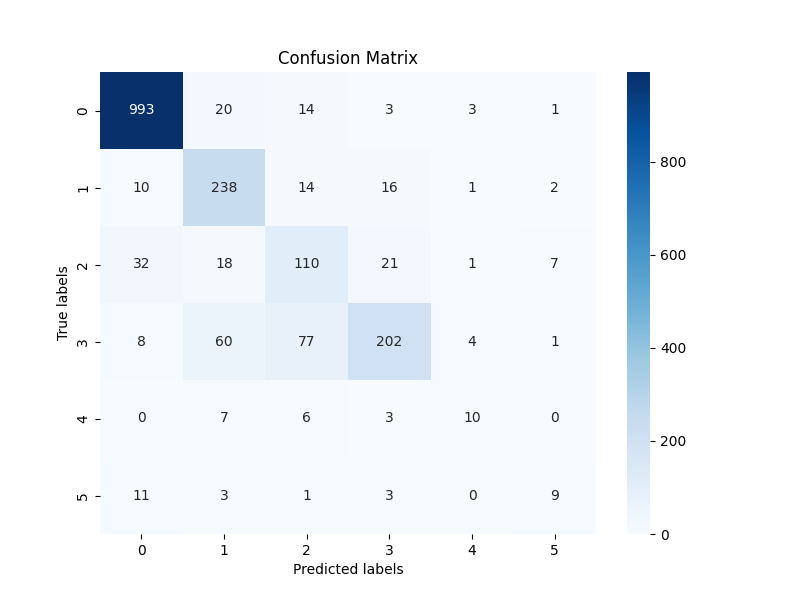 Confusion Matrix
0 993 20 14 3 3 1
1 10 238 14 16 1 2
2 32 18 110 21 1 7
3 8 60 77 202 4 1
4 0 7 6 3 10 0
5 11 3 1 3 0 9
0 1 2 3 4 5
Predicted labels
True labels
800
600
400
200
0